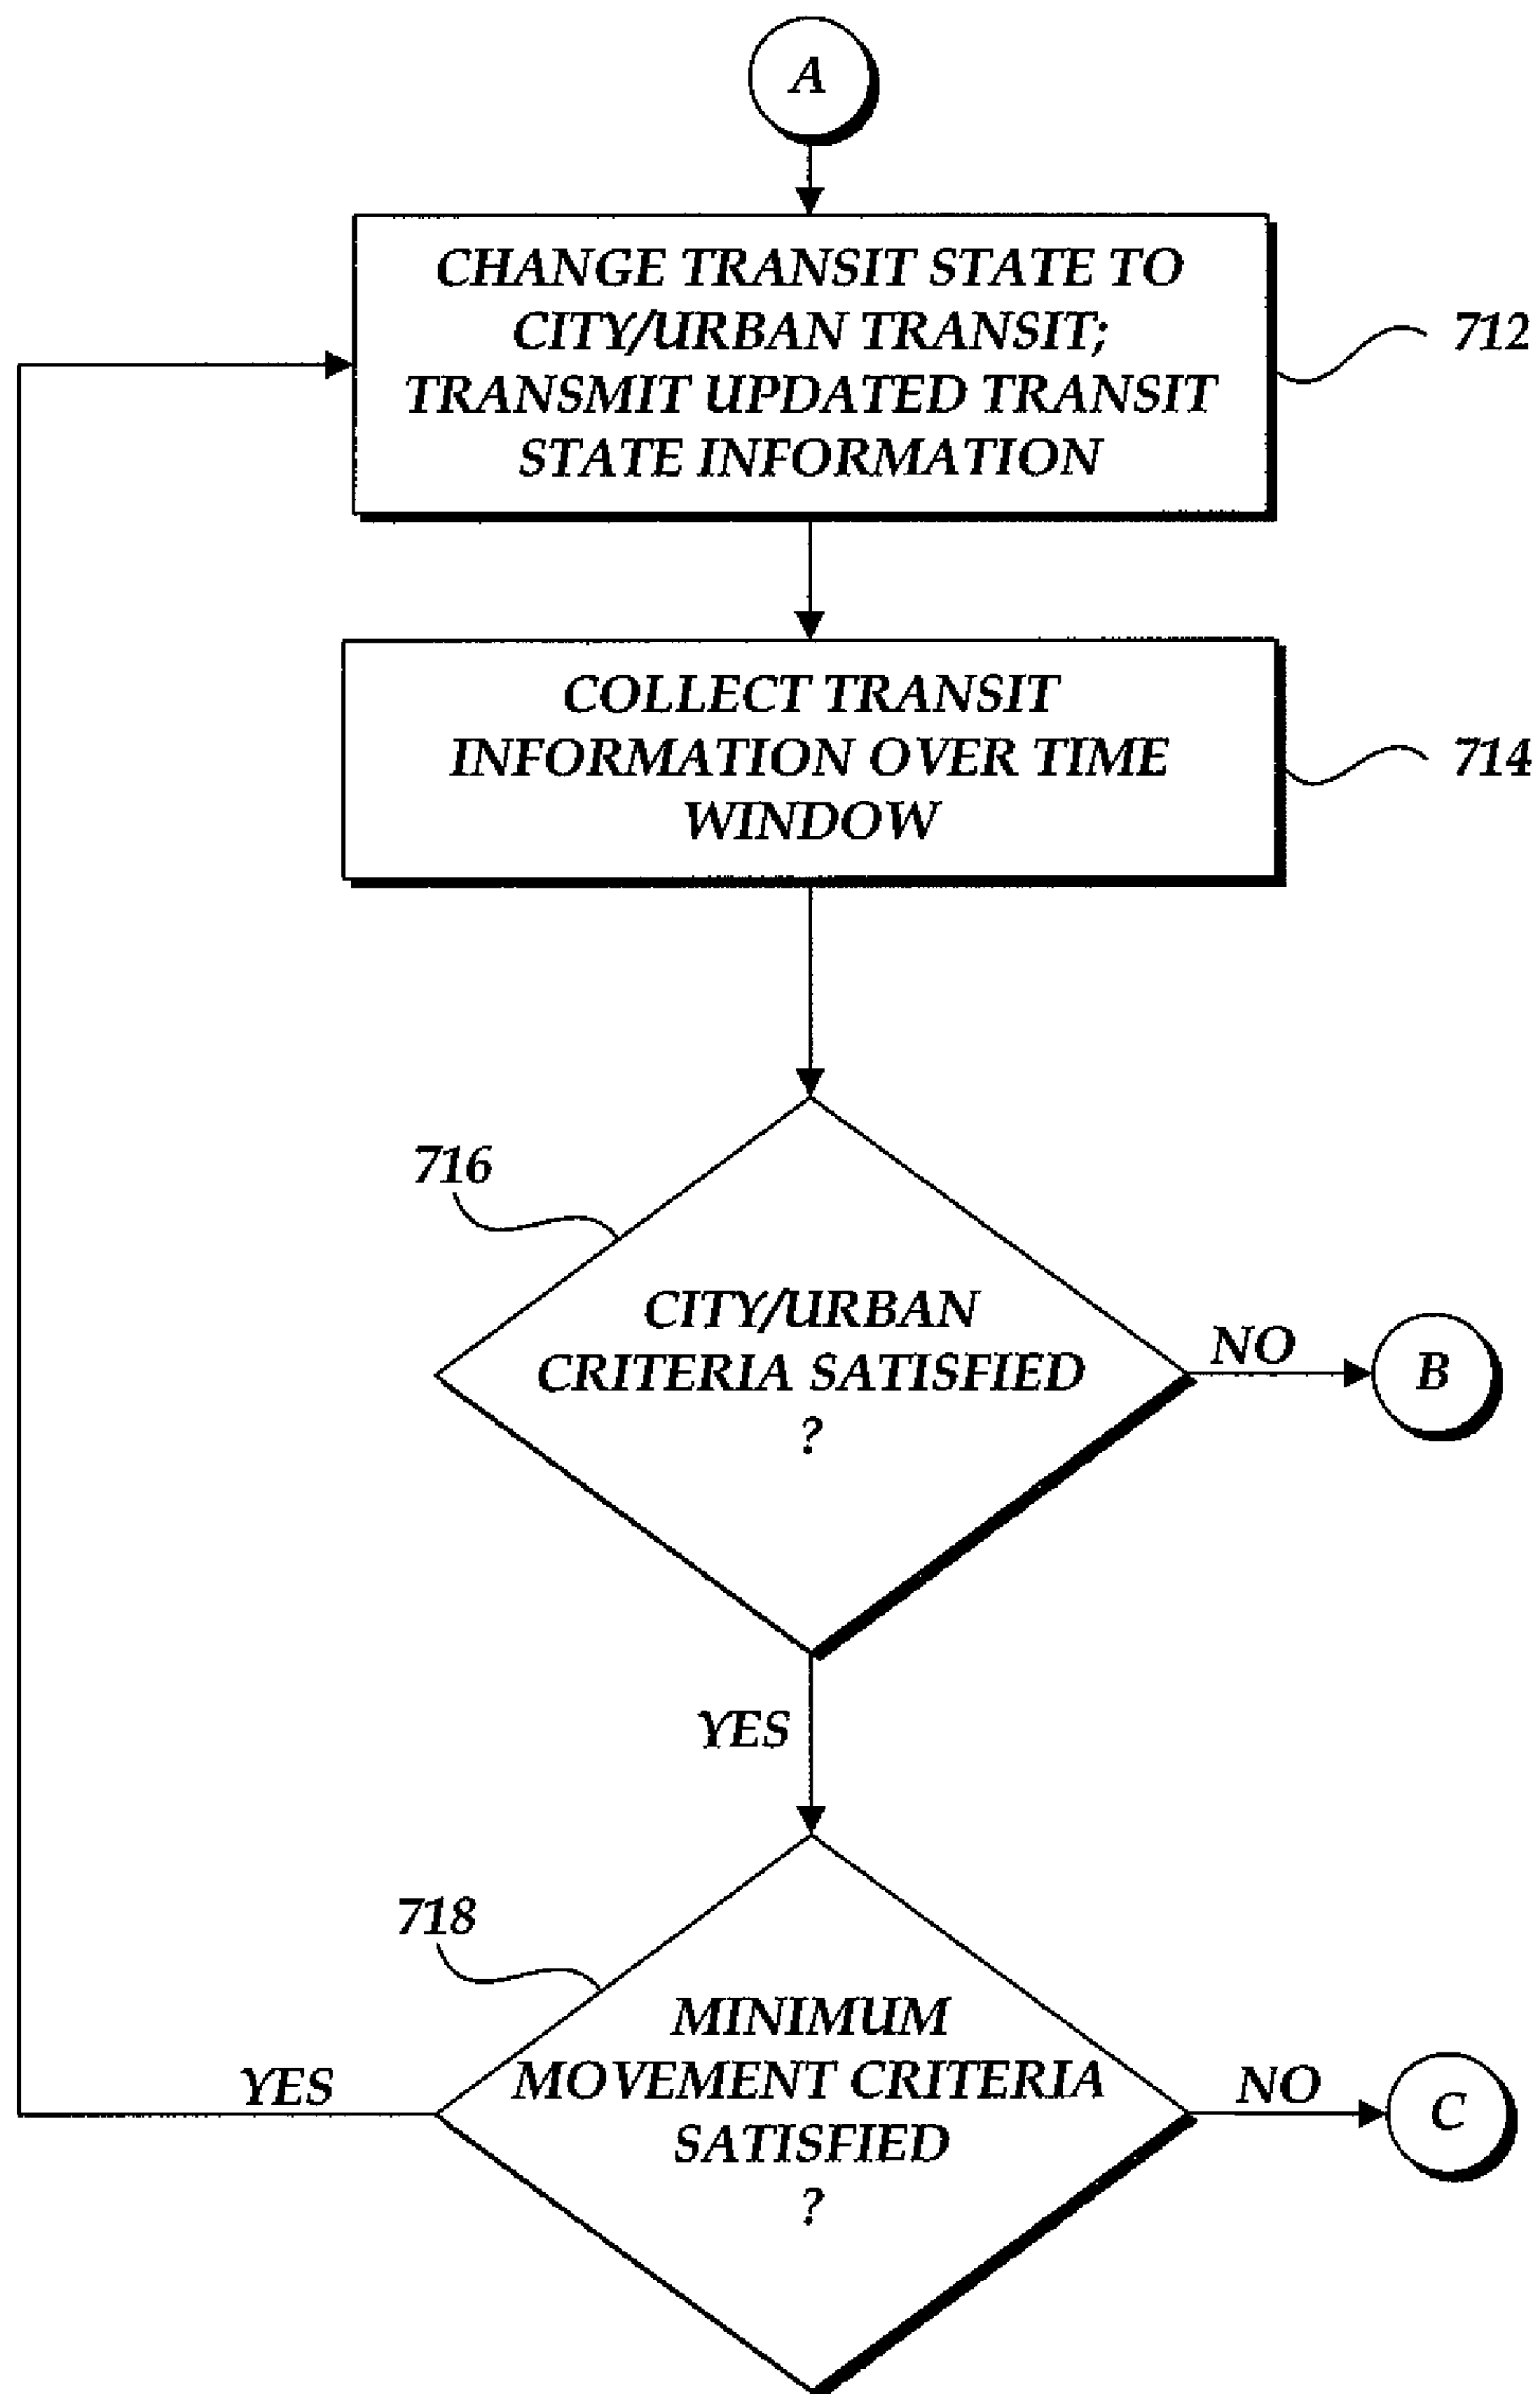 A
CHANGE TRANSIT STATE TO
CITY/URBAN TRANSIT;
TRANSMIT UPDATED TRANSIT
STATE INFORMATION
712
COLLECT TRANSIT
INFORMATION OVER TIME
WINDOW
714
716
CITY/URBAN
CRITERIA SATISFIED
?
NO
B
YES
718
MINIMUM
MOVEMENT CRITERIA
SATISFIED
?
YES
NO
C